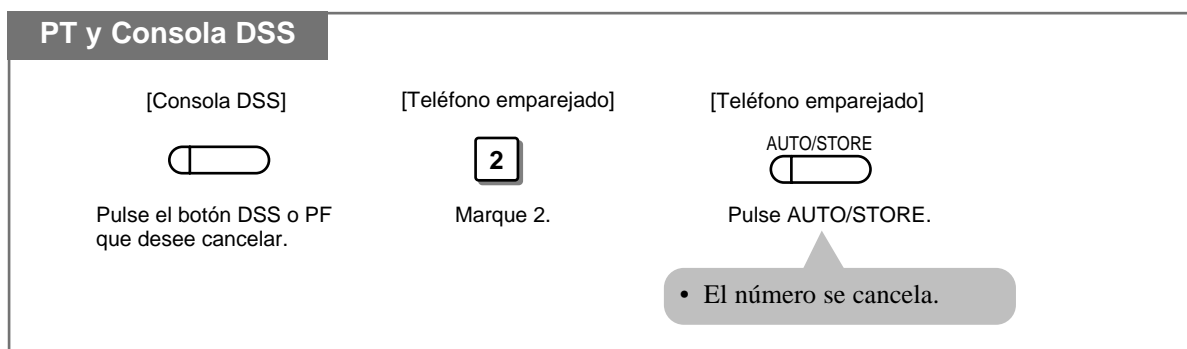 PT y Consola DSS
[Consola DSS]
[Teléfono emparejado]
[Teléfono emparejado]
2
AUTO/STORE
Pulse el botón DSS o PF
que desee cancelar.
Marque 2.
Pulse AUTO/STORE.
• El número se cancela.